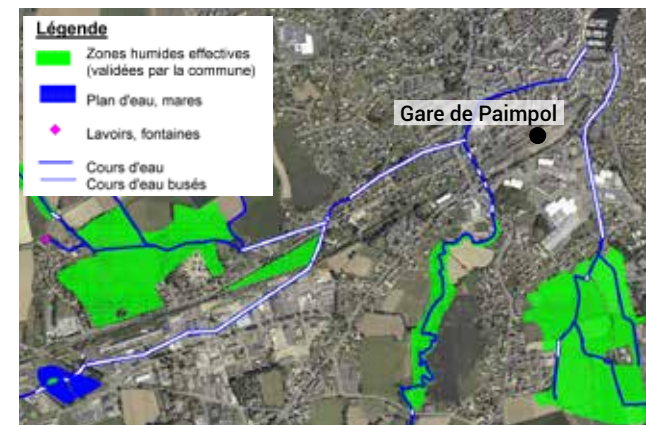 Légende
Zones humides effectives
(validées par la commune)
Plan d'eau, mares
Lavoirs, fontaines
Cours d'eau
Cours d'eau busés
Gare de Paimpol